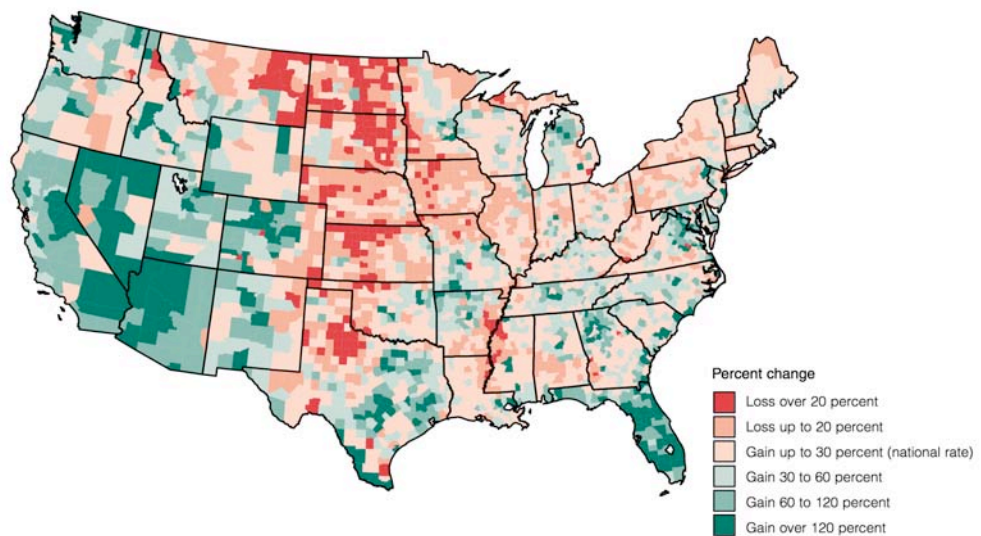 Percent change
Loss over 20 percent
Loss up to 20 percent
Gain up to 30 percent (national rate)
Gain 30 to 60 percent
Gain 60 to 120 percent
Gain over 120 percent